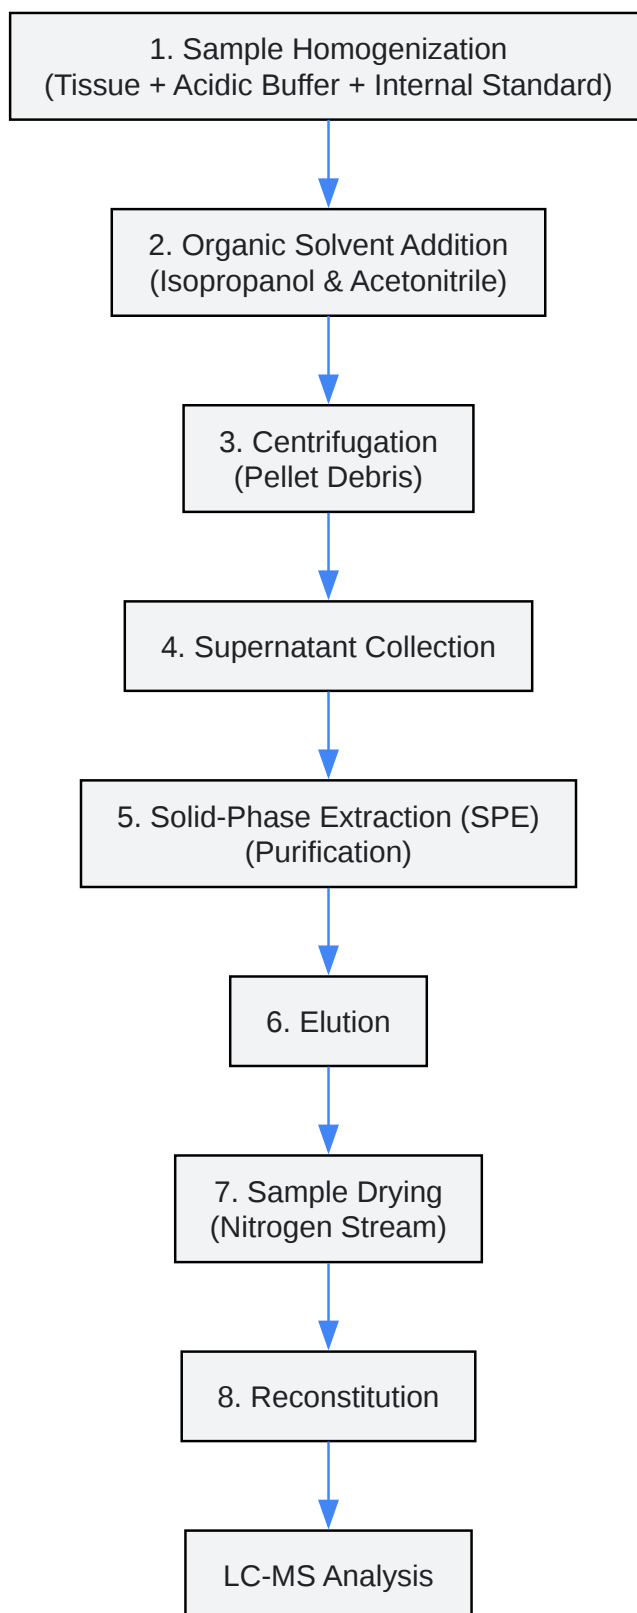 1. Sample Homogenization
(Tissue + Acidic Buffer + Internal Standard)
2. Organic Solvent Addition
(Isopropanol & Acetonitrile)
3. Centrifugation
(Pellet Debris)
4. Supernatant Collection
5. Solid-Phase Extraction (SPE)
(Purification)
6. Elution
7. Sample Drying
(Nitrogen Stream)
8. Reconstitution
LC-MS Analysis